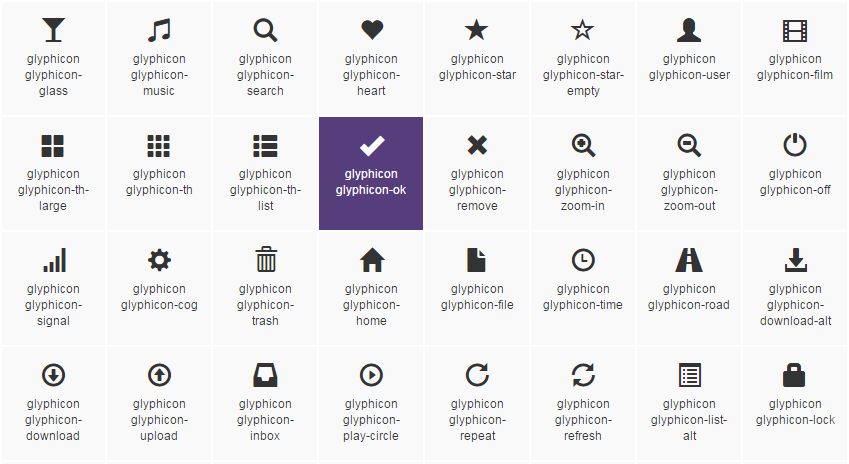 glyphicon
glyphicon-
glass
glyphicon
glyphicon-
music
glyphicon
glyphicon-
search
glyphicon
glyphicon-
heart
glyphicon
glyphicon-star
glyphicon
glyphicon-star-
empty
glyphicon
glyphicon-user
glyphicon
glyphicon-film
glyphicon
glyphicon-th-
large
glyphicon
glyphicon-th
glyphicon
glyphicon-th-
list
glyphicon
glyphicon-ok
glyphicon
glyphicon-
remove
glyphicon
glyphicon-
zoom-in
glyphicon
glyphicon-
zoom-out
glyphicon
glyphicon-off
glyphicon
glyphicon-
signal
glyphicon
glyphicon-cog
glyphicon
glyphicon-
trash
glyphicon
glyphicon-
home
glyphicon
glyphicon-file
glyphicon
glyphicon-time
glyphicon
glyphicon-road
glyphicon
glyphicon-
download-alt
glyphicon
glyphicon-
download
glyphicon
glyphicon-
upload
glyphicon
glyphicon-
inbox
glyphicon
glyphicon-
play-circle
glyphicon
glyphicon-
repeat
glyphicon
glyphicon-
refresh
glyphicon
glyphicon-list-
alt
glyphicon
glyphicon-lock